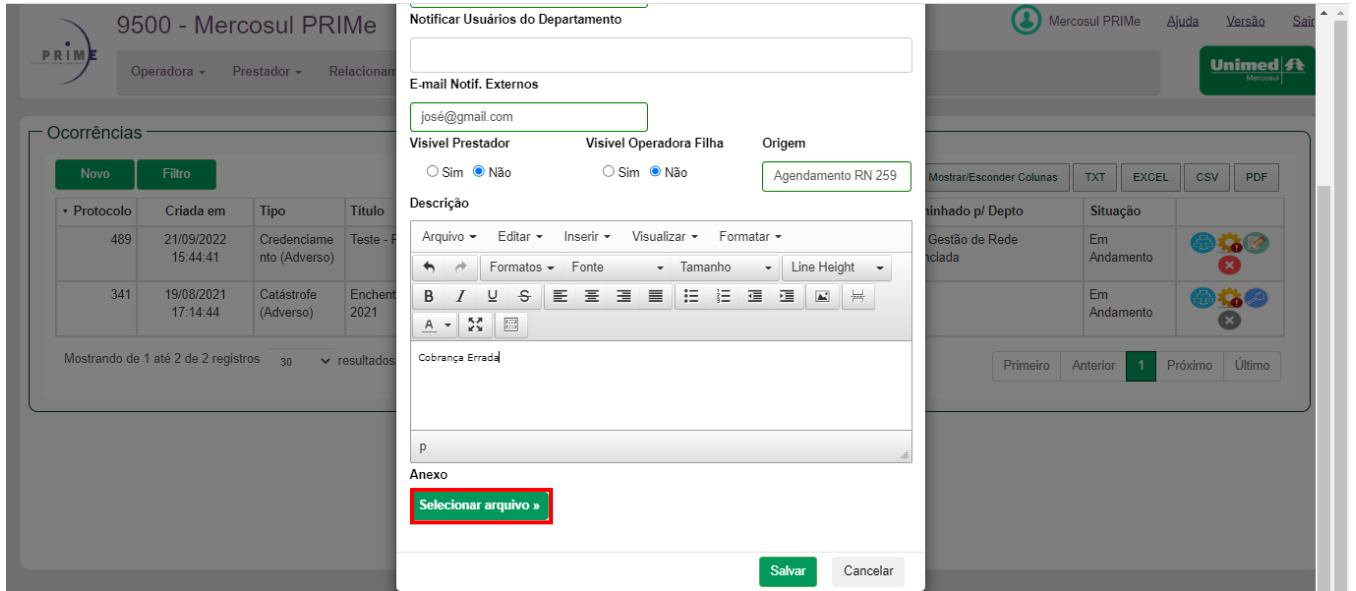 9500 - Mercosul PRIMe
PRIME
Mercosul PRIMe Ajuda Versão Sair
Operadora Prestador
Unimed
Mercosul
Notificar Usuários do Departamento
E-mail Notif. Externos
josé@gmail.com
Visível Prestador Visível Operadora Filha Origem
Sim Não Sim Não Agendamento RN 259
Descrição
Arquivo Editar Inserir Visualizar Formatar
Formatos Fonte Tamanho Line Height
B I U S
A
Cobrança Errada
p
Anexo
Selecionar arquivo »
Salvar Cancelar
Ocorrências
Novo Filtro
Mostrar/Esconder Colunas TXT EXCEL CSV PDF
Protocolo Criada em Tipo Título p/ Depto Situação
489 21/09/2022 Credenciame Teste - Gestão de Rede Em
15:44:41 nto (Adverso) Andamento
341 19/08/2021 Catástrofe Em
17:14:44 (Adverso) 2021 Andamento
Mostrando de 1 até 2 de 2 registros 30 resultados
Primeiro Anterior 1 Próximo Último